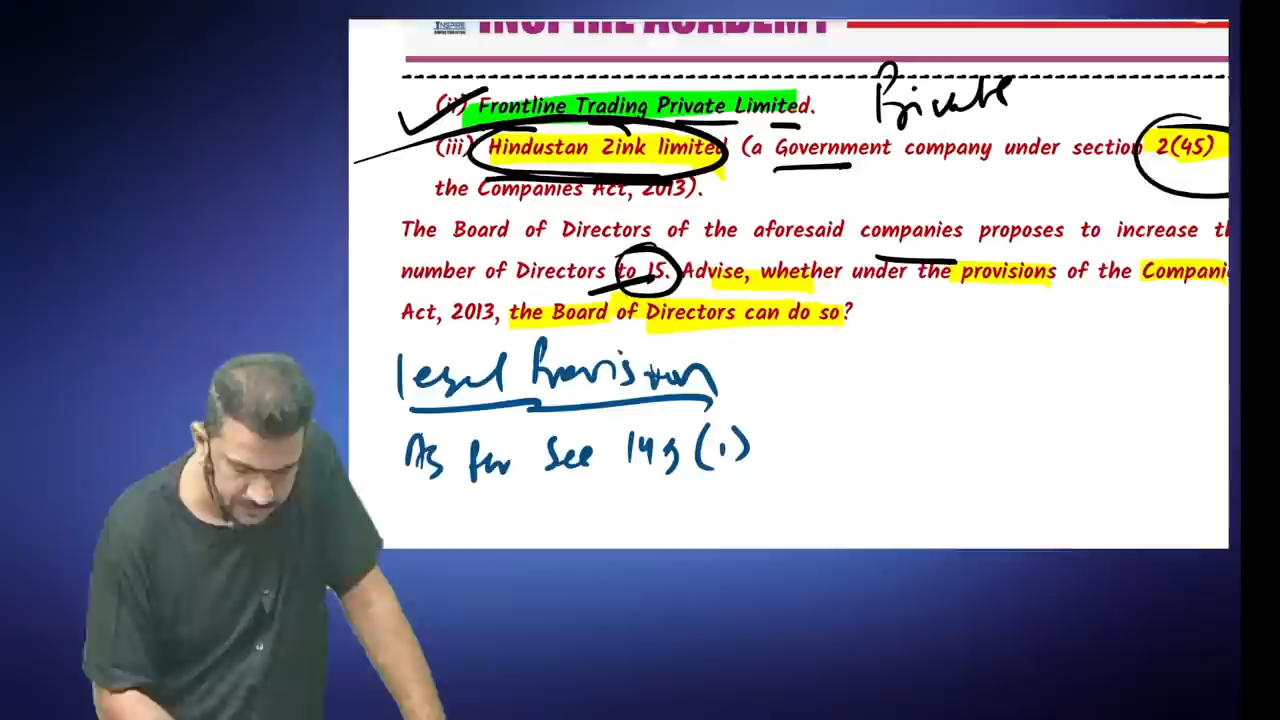 INSPIRE
INSPIRE ACADEMY
(ii) Frontline Trading Private Limited.
Private
(iii) Hindustan Zink limited (a Government company under section 2(45)
the Companies Act, 2013).
The Board of Directors of the aforesaid companies proposes to increase th
number of Directors to 15. Advise, whether under the provisions of the Compani
Act, 2013, the Board of Directors can do so?
legal Provision
As per Sec 149(1)